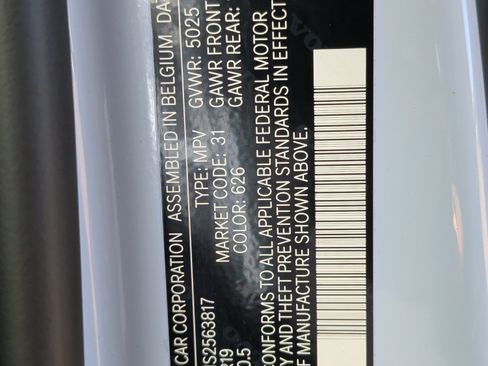 CAR CORPORATION ASSEMBLED IN BELGIUM, DA
TYPE: MPV GVWR: 5025
S2563817 MARKET CODE: 31 GAWR FRONT
R19 COLOR: 626 GAWR REAR:
0.5
CONFORMS TO ALL APPLICABLE FEDERAL MOTOR
Y AND THEFT PREVENTION STANDARDS IN EFFECT
F MANUFACTURE SHOWN ABOVE.